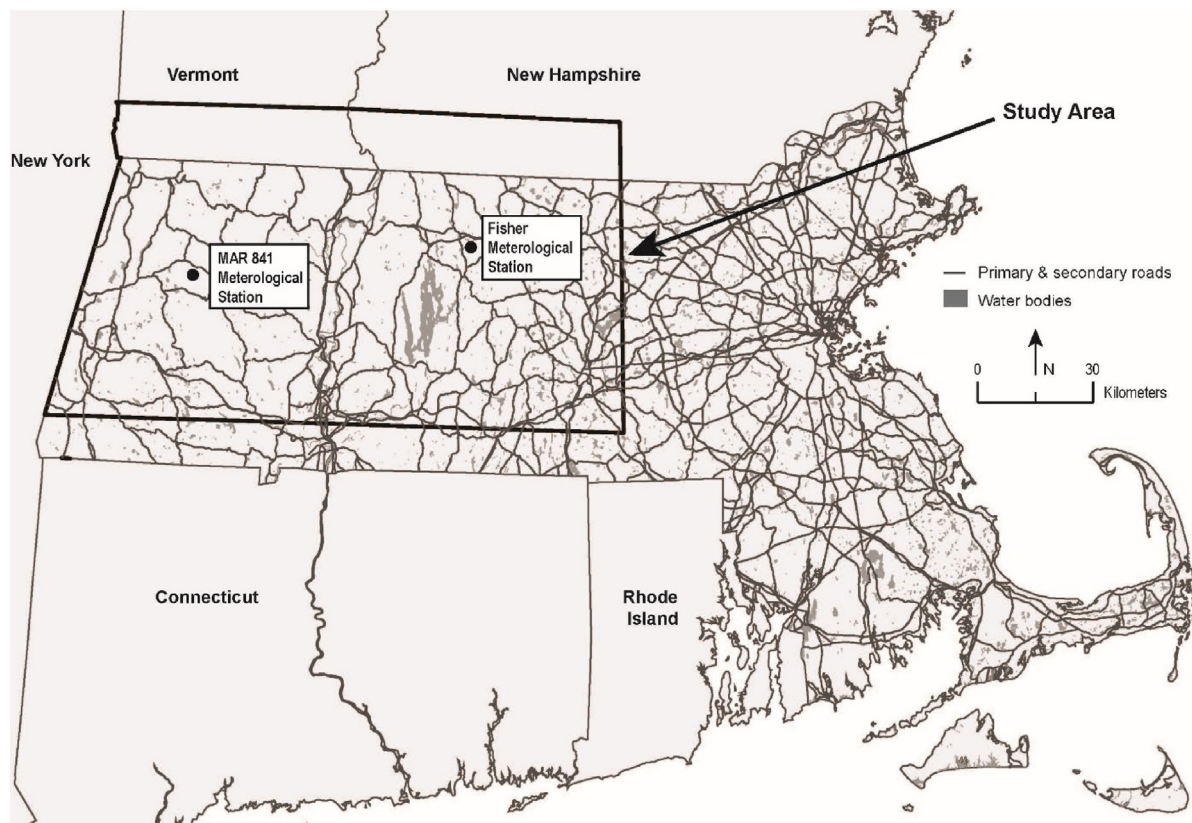 Vermont
New Hampshire
Study Area
New York
Fisher
Meterological
Station
MAR 841
Meterological
Station
Primary & secondary roads
Water bodies
N
0
30
Kilometers
Connecticut
Rhode
Island